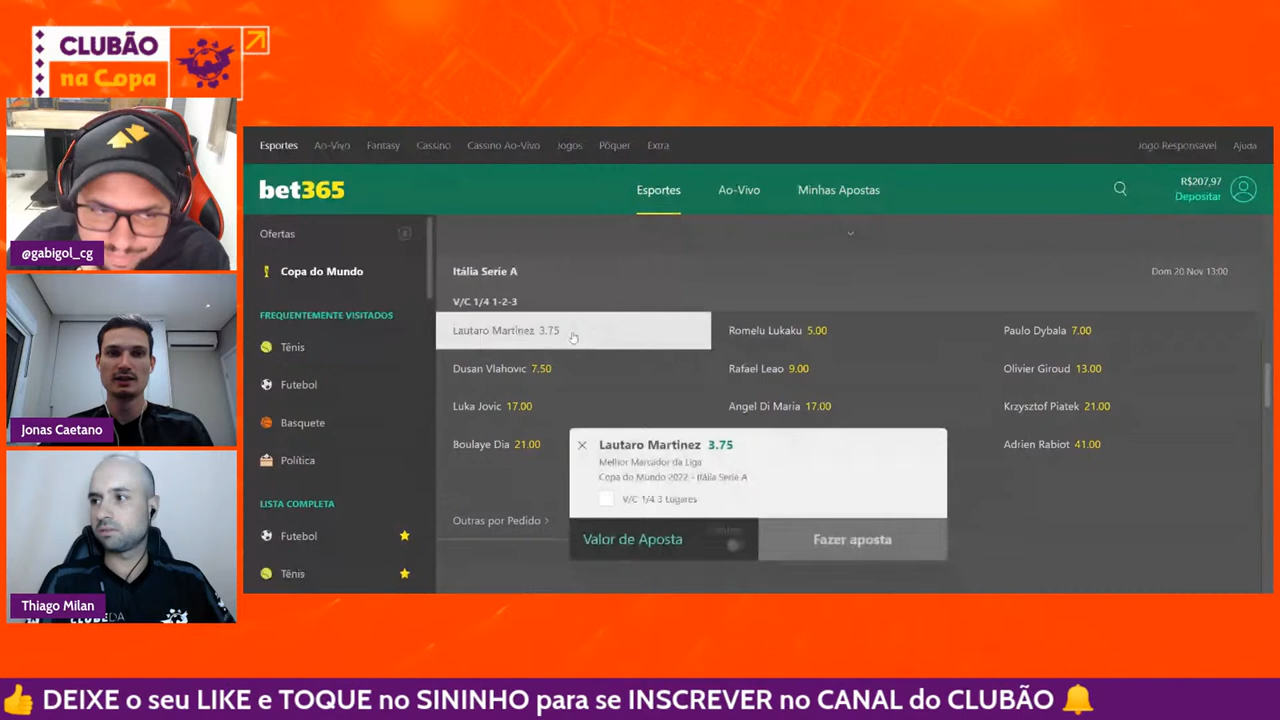 CLUBÃO
na Copa
@gabigol_cg
Jonas Caetano
Thiago Milan
Esportes Ao-Vivo Fantasy Cassino Cassino Ao-Vivo Jogos Pôquer Extra Jogo Responsável Ajuda
bet365 Esportes Ao-Vivo Minhas Apostas R$207,97
Depositar
Ofertas
Copa do Mundo
FREQUENTEMENTE VISITADOS
Tênis
Futebol
Basquete
Política
LISTA COMPLETA
Futebol
Tênis
Itália Serie A Dom 20 Nov 13:00
V/C 1/4 1-2-3
Lautaro Martinez 3.75 Romelu Lukaku 5.00 Paulo Dybala 7.00
Dusan Vlahovic 7.50 Rafael Leao 9.00 Olivier Giroud 13.00
Luka Jovic 17.00 Angel Di Maria 17.00 Krzysztof Piatek 21.00
Boulaye Dia 21.00 Adrien Rabiot 41.00
Outras por Pedido >
Lautaro Martinez 3.75
Melhor Marcador da Liga
Copa do Mundo 2022 - Itália Serie A
V/C 1/4 3 Lugares
Valor de Aposta Fazer aposta
DEIXE o seu LIKE e TOQUE no SININHO para se INSCREVER no CANAL do CLUBÃO